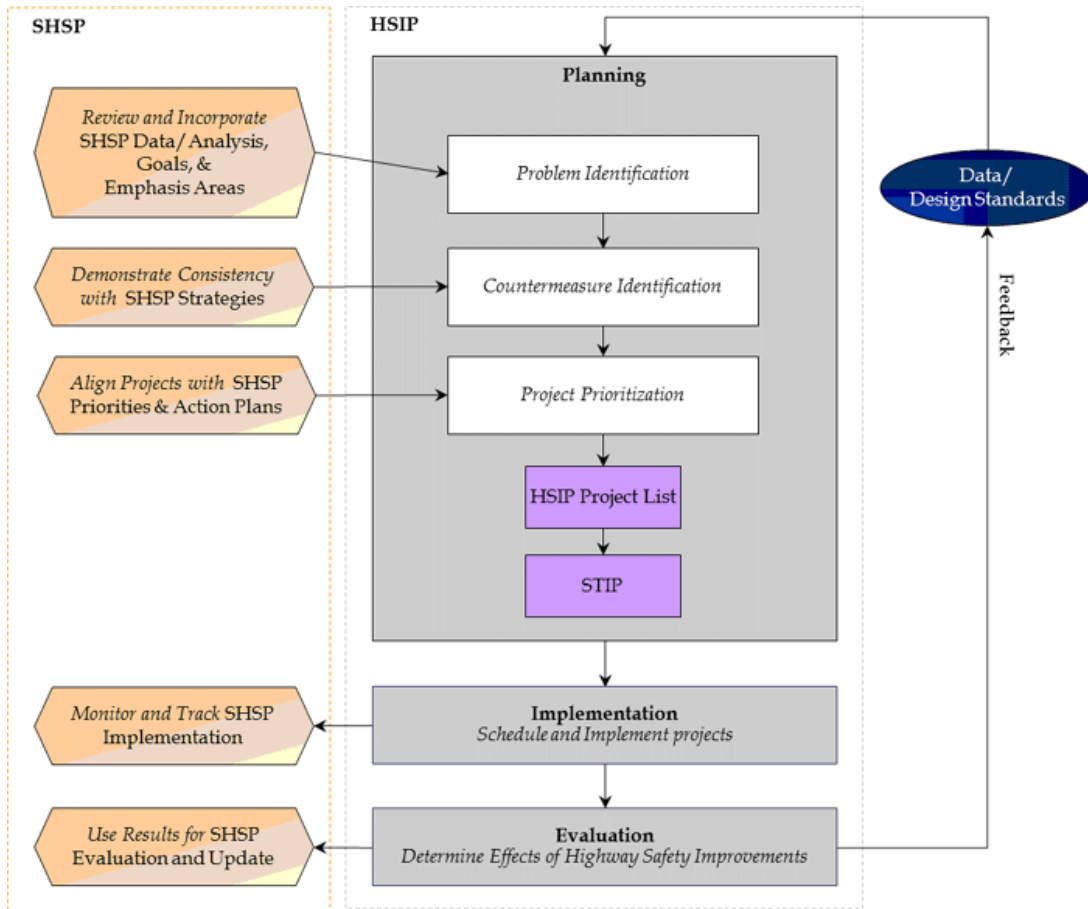 SHSP
Review and Incorporate
SHSP Data/Analysis,
Goals, &
Emphasis Areas
Demonstrate Consistency
with SHSP Strategies
Align Projects with SHSP
Priorities & Action Plans
Monitor and Track SHSP
Implementation
Use Results for SHSP
Evaluation and Update
HSIP
Planning
Problem Identification
Countermeasure Identification
Project Prioritization
HSIP Project List
STIP
Implementation
Schedule and Implement projects
Evaluation
Determine Effects of Highway Safety Improvements
Data/
Design Standards
Feedback